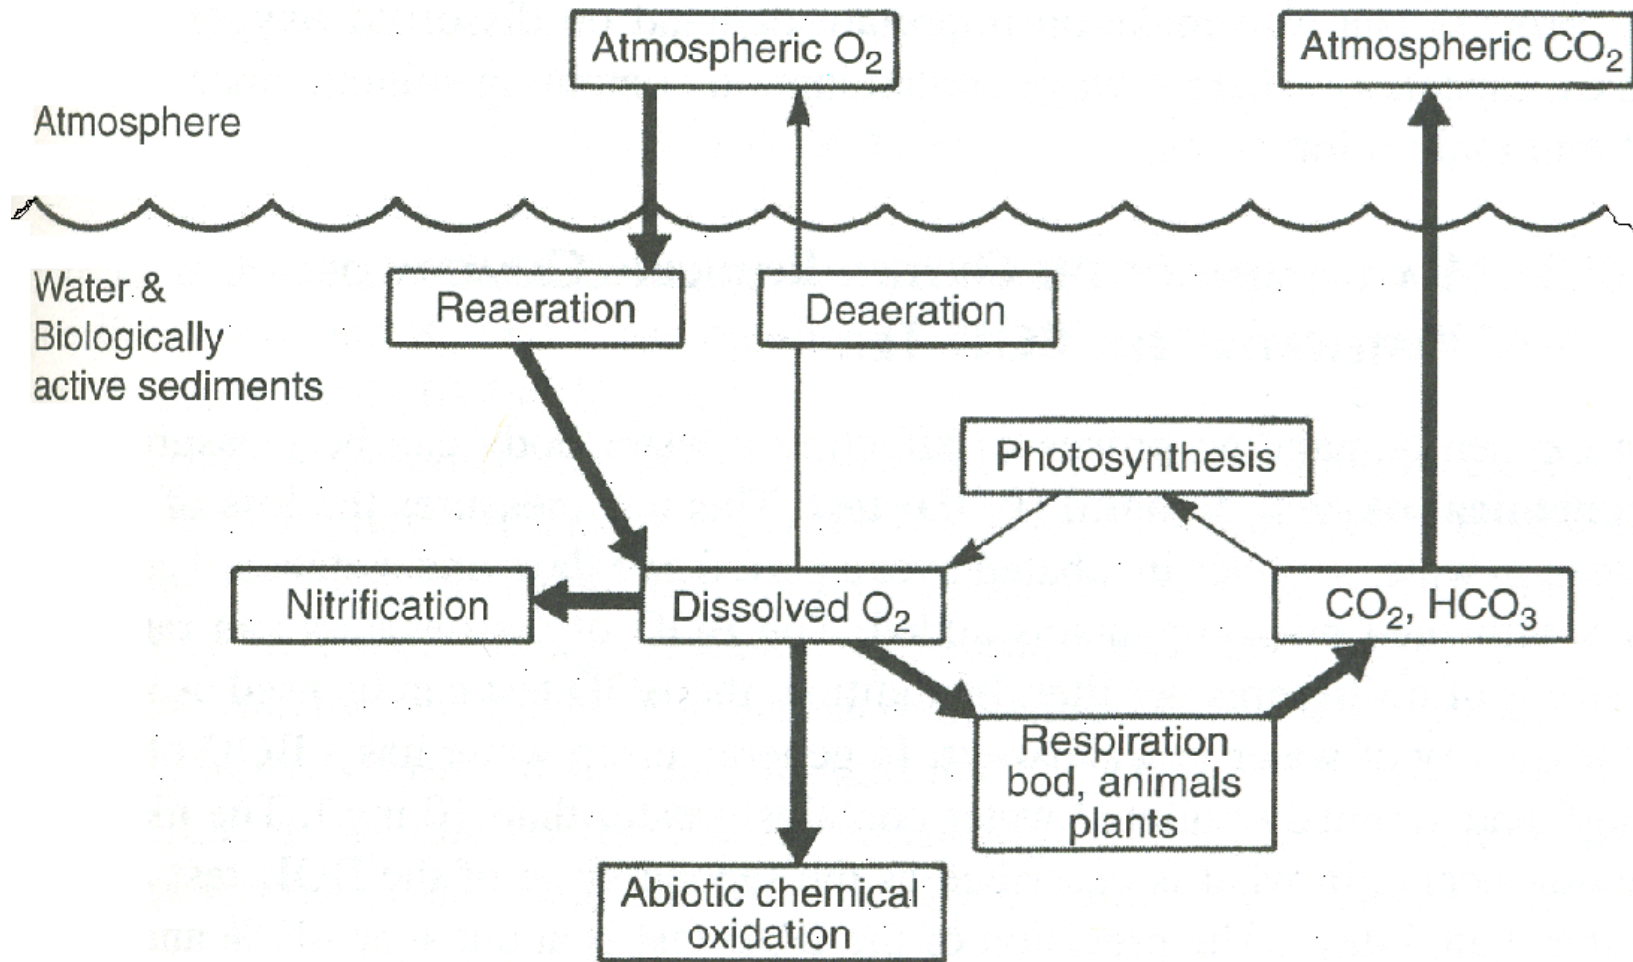 Atmospheric O₂
Atmospheric CO₂
Atmosphere
Water &
Biologically
active sediments
Reaeration
Deaeration
Photosynthesis
Nitrification
Dissolved O₂
CO₂, HCO₃
Respiration
bod, animals
plants
Abiotic chemical
oxidation